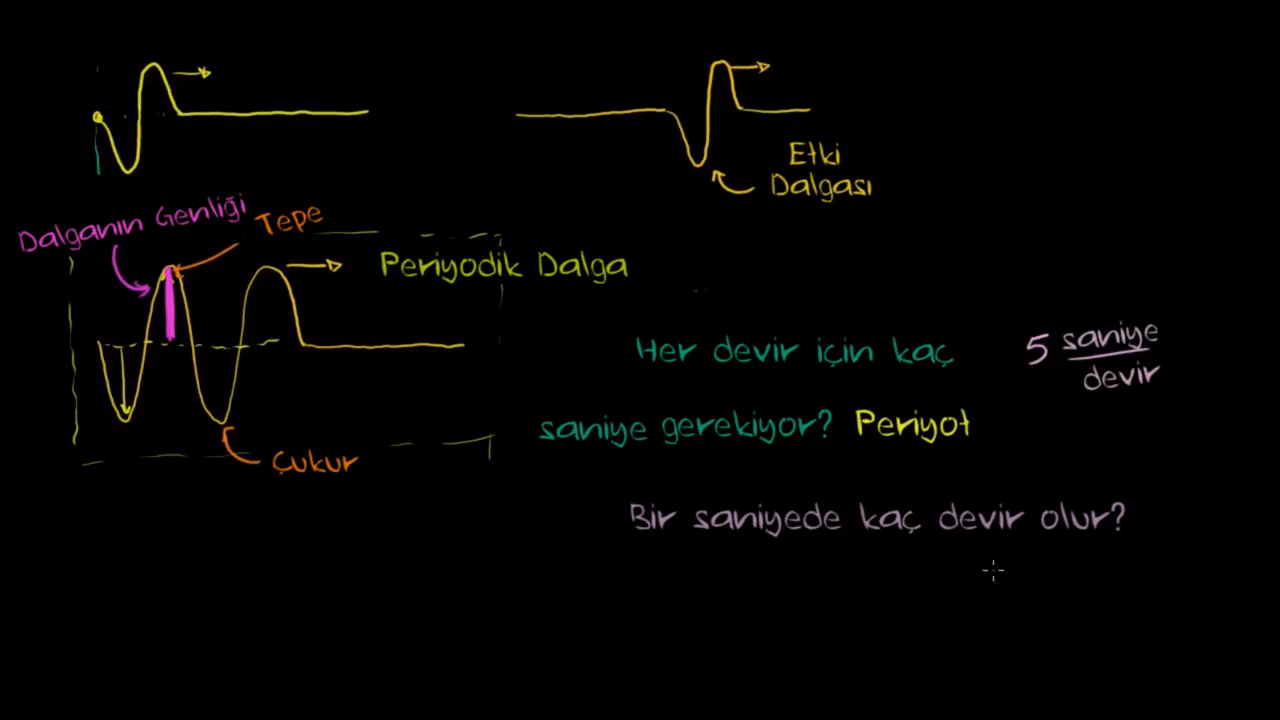 Etki
Dalgası
Dalganın Genliği
Tepe
Periyodik Dalga
Her devir için kaç
saniye gerekiyor? Periyot
5 saniye
devir
Çukur
Bir saniyede kaç devir olur?